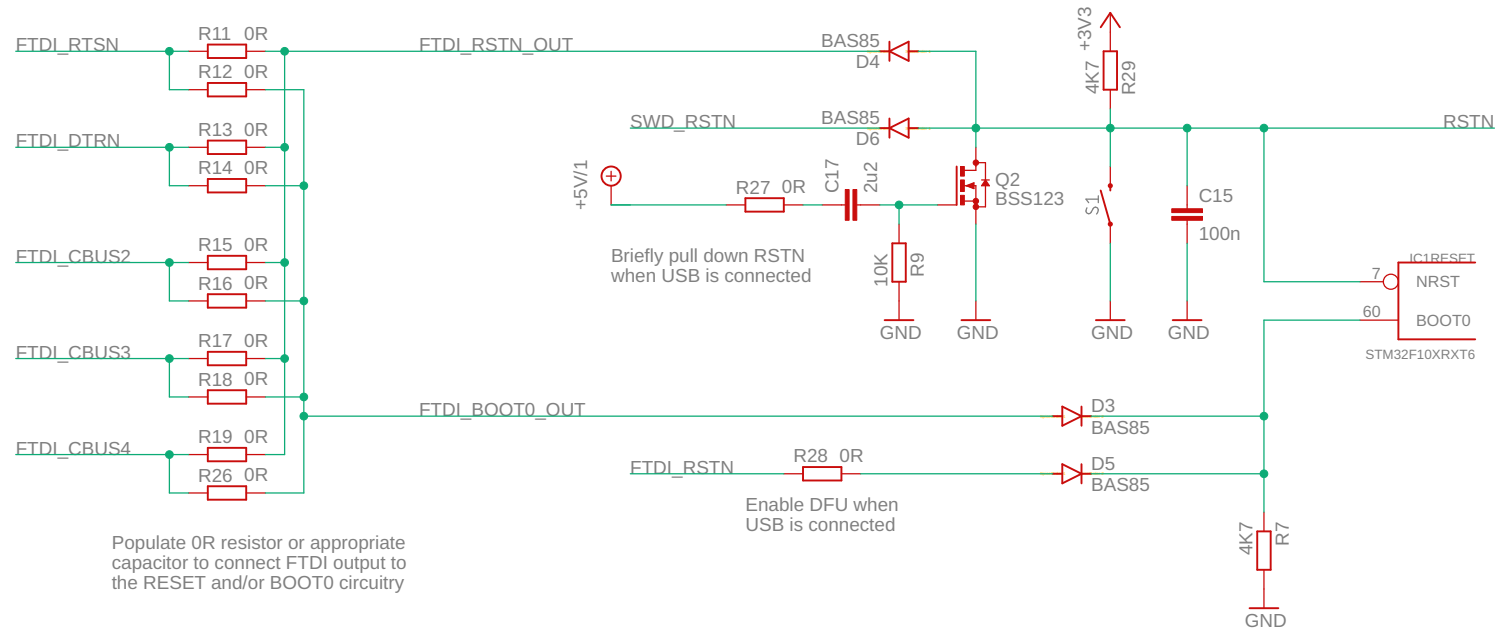 FTDI_RTSN
R11 0R
R12 0R
FTDI_DTRN
R13 0R
R14 0R
FTDI_CBUS2
R15 0R
R16 0R
FTDI_CBUS3
R17 0R
R18 0R
FTDI_CBUS4
R19 0R
R26 0R
Populate 0R resistor or appropriate
capacitor to connect FTDI output to
the RESET and/or BOOT0 circuitry
FTDI_RSTN_OUT
BAS85
D4
SWD_RSTN
BAS85
D6
+5V/1
R27 0R
C17
2u2
Briefly pull down RSTN
when USB is connected
10K
R9
GND
Q2
BSS123
GND
+3V3
4K7
R29
S1
GND
C15
100n
GND
RSTN
IC1RESET
7
NRST
60
BOOT0
STM32F10XRXT6
FTDI_BOOT0_OUT
D3
BAS85
FTDI_RSTN
R28 0R
D5
BAS85
Enable DFU when
USB is connected
4K7
R7
GND